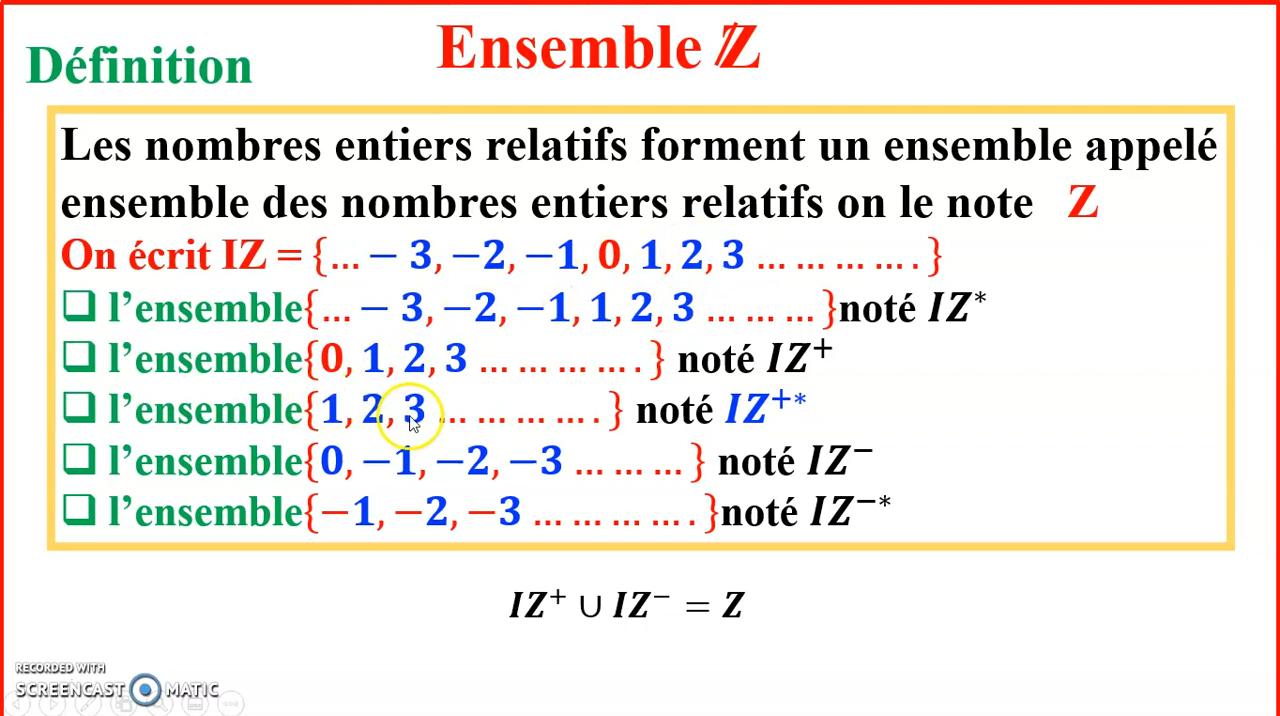 Ensemble Z
Définition
Les nombres entiers relatifs forment un ensemble appelé
ensemble des nombres entiers relatifs on le note Z
On écrit IZ = {… − 3, −2, −1, 0, 1, 2, 3 … … … … . }
❑ l’ensemble{… − 3, −2, −1, 1, 2, 3 … … … }noté IZ*
❑ l’ensemble{0, 1, 2, 3 … … … … . } noté IZ⁺
❑ l’ensemble{1, 2, 3 … … … … . } noté IZ⁺*
❑ l’ensemble{0, −1, −2, −3 … … … } noté IZ⁻
❑ l’ensemble{−1, −2, −3 … … … … . }noté IZ⁻*
IZ⁺ ∪ IZ⁻ = Z
RECORDED WITH
SCREENCAST MATIC